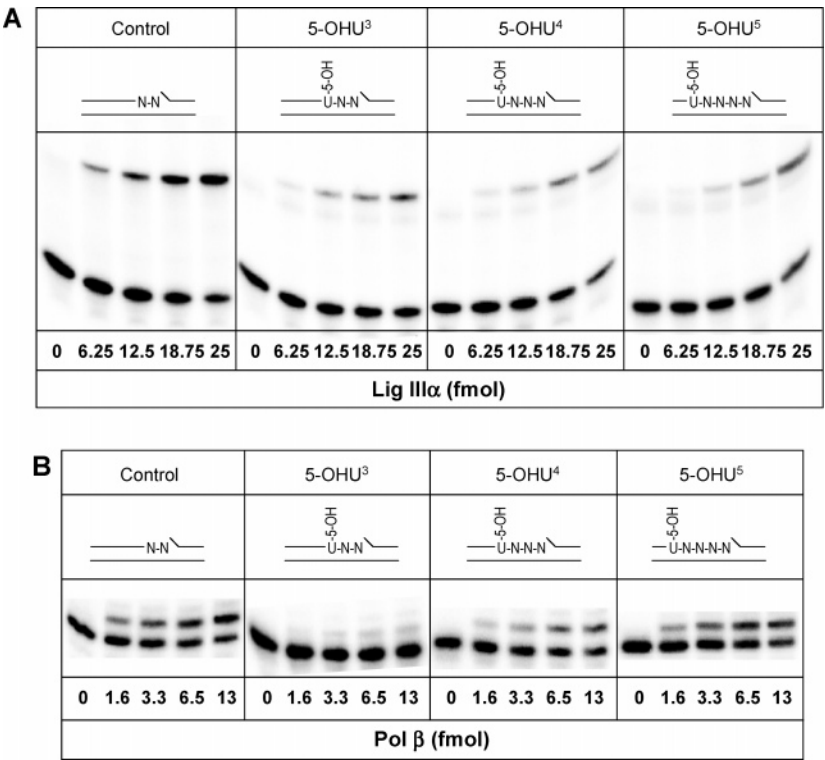 A
Control 5-OHU³ 5-OHU⁴ 5-OHU⁵
5-OH 5-OH 5-OH
N-N U-N-N U-N-N-N U-N-N-N-N
0 6.25 12.5 18.75 25 0 6.25 12.5 18.75 25 0 6.25 12.5 18.75 25 0 6.25 12.5 18.75 25
Lig IIIα (fmol)
B
Control 5-OHU³ 5-OHU⁴ 5-OHU⁵
5-OH 5-OH 5-OH
N-N U-N-N U-N-N-N U-N-N-N-N
0 1.6 3.3 6.5 13 0 1.6 3.3 6.5 13 0 1.6 3.3 6.5 13 0 1.6 3.3 6.5 13
Pol β (fmol)